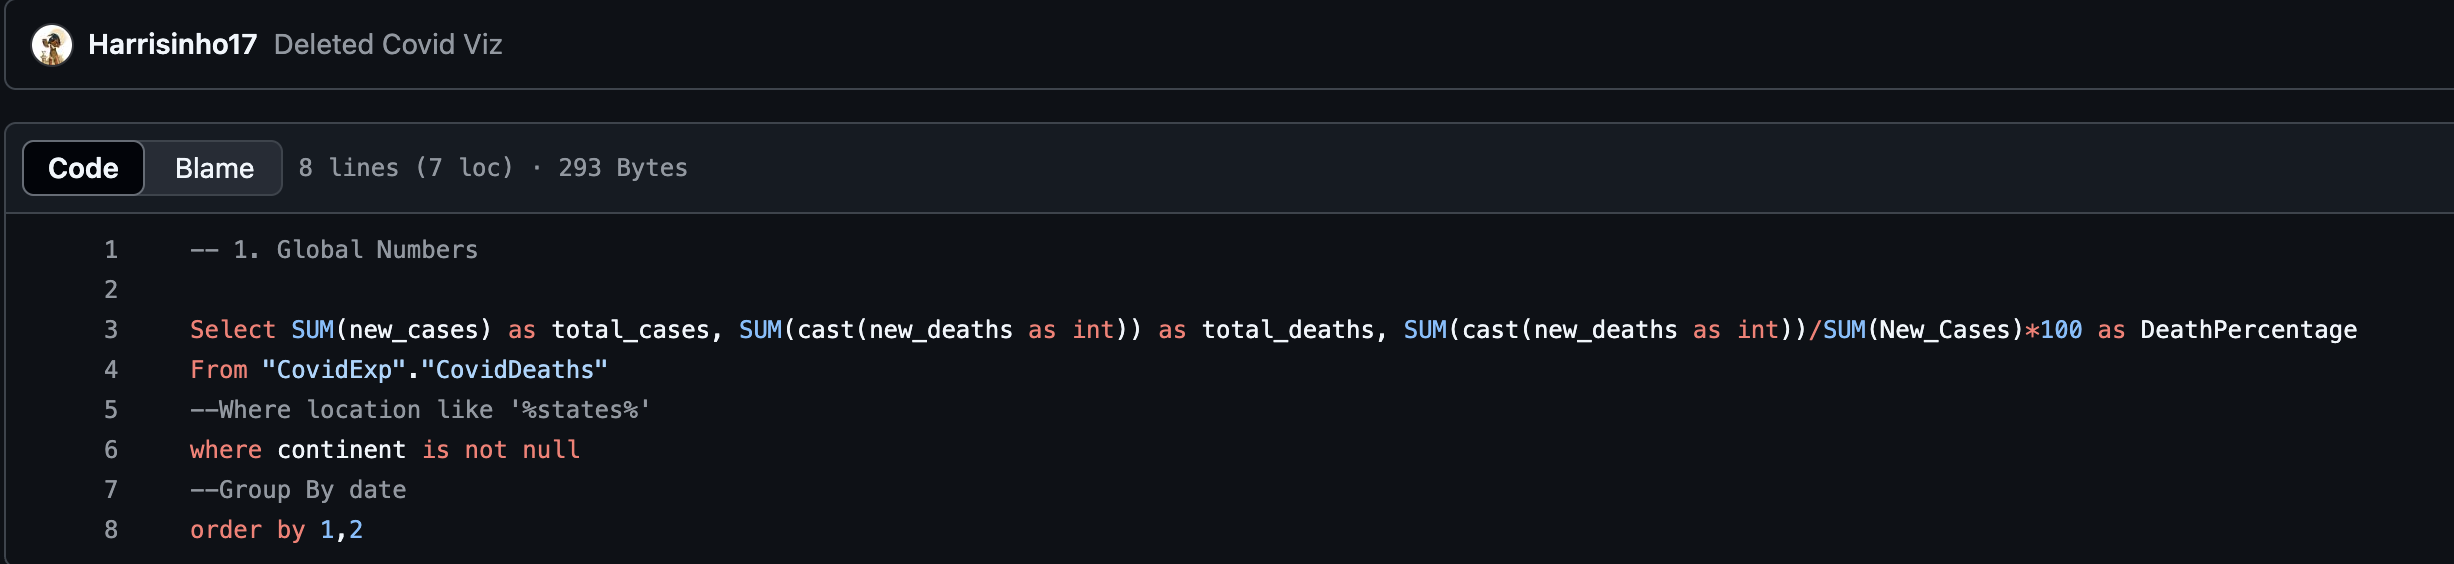 Harrisinho17 Deleted Covid Viz
Code Blame 8 lines (7 loc) · 293 Bytes
1 -- 1. Global Numbers
2
3 Select SUM(new_cases) as total_cases, SUM(cast(new_deaths as int)) as total_deaths, SUM(cast(new_deaths as int))/SUM(New_Cases)*100 as DeathPercentage
4 From "CovidExp"."CovidDeaths"
5 --Where location like '%states%'
6 where continent is not null
7 --Group By date
8 order by 1,2